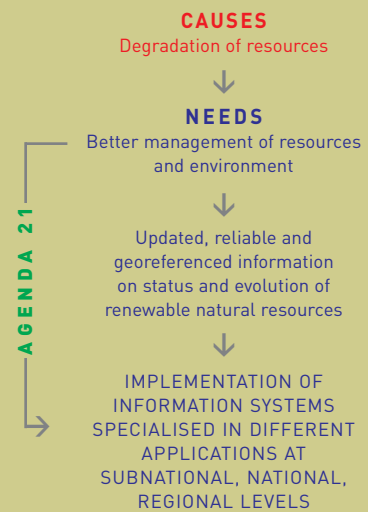 CAUSES
Degradation of resources
NEEDS
Better management of resources
and environment
AGENDA 21
Updated, reliable and
georeferenced information
on status and evolution of
renewable natural resources
IMPLEMENTATION OF
INFORMATION SYSTEMS
SPECIALISED IN DIFFERENT
APPLICATIONS AT
SUBNATIONAL, NATIONAL,
REGIONAL LEVELS